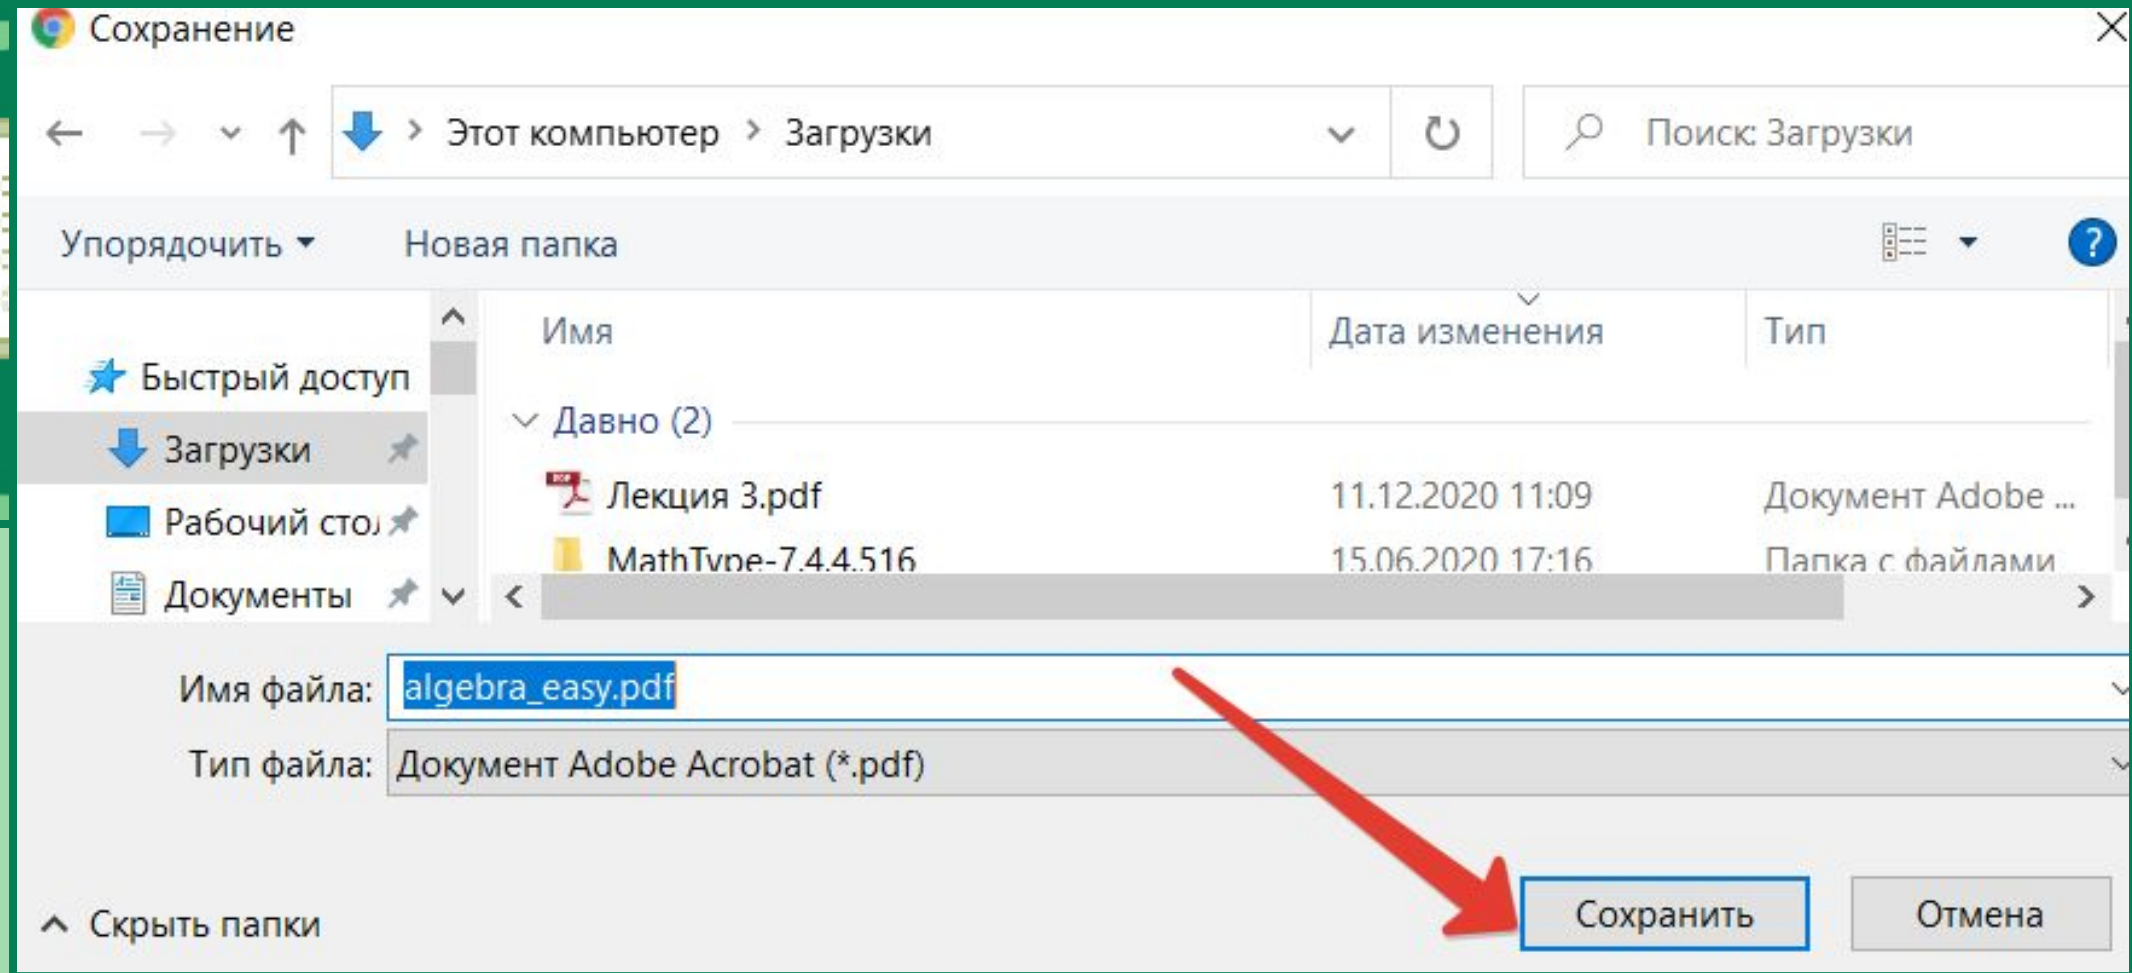 Сохранение
Этот компьютер > Загрузки
Поиск: Загрузки
Упорядочить
Новая папка
?
Имя
Дата изменения
Тип
Быстрый доступ
Загрузки
Рабочий стол
Документы
Давно (2)
Лекция 3.pdf
11.12.2020 11:09
Документ Adobe ...
MathType-7.4.4.516
15.06.2020 17:16
Папка с файлами
Имя файла:
algebra_easy.pdf
Тип файла:
Документ Adobe Acrobat (*.pdf)
Скрыть папки
Сохранить
Отмена